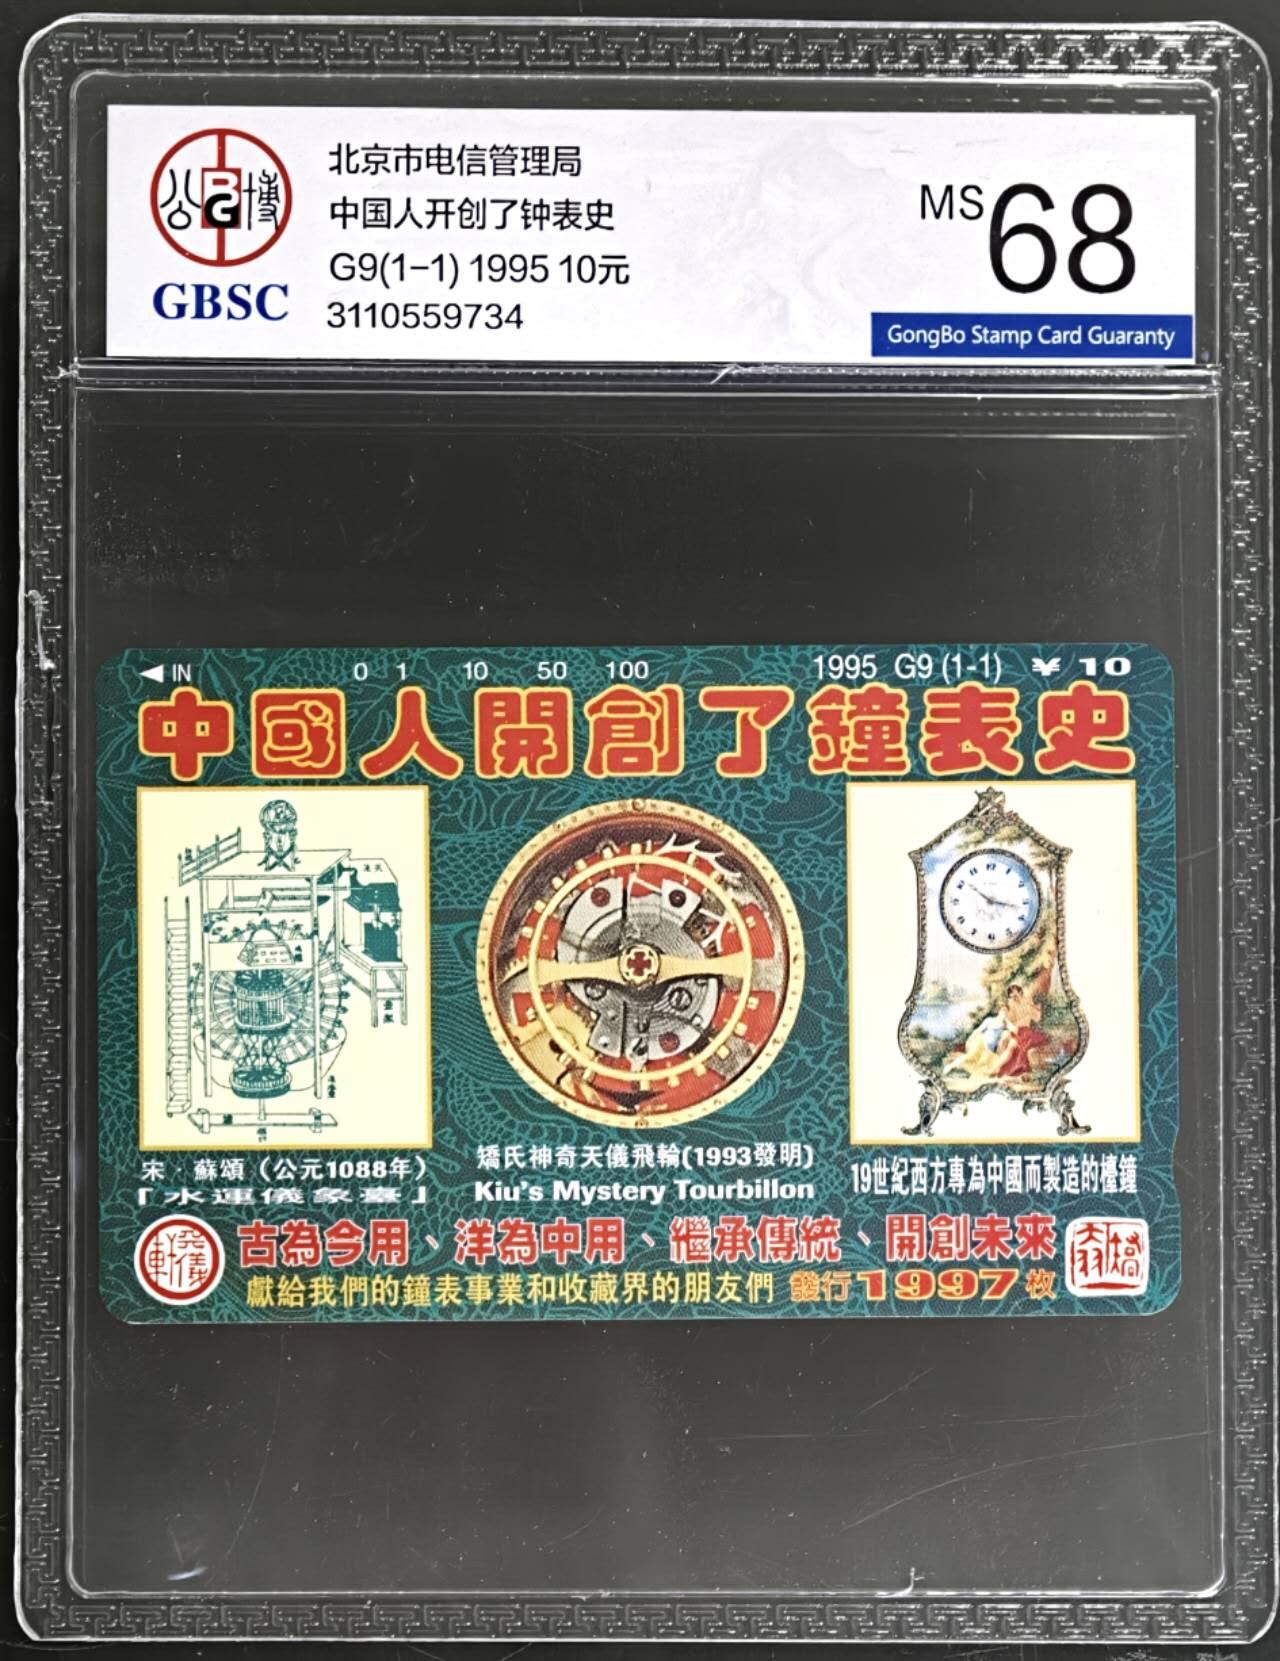 公博
BG
GBSC
北京市电信管理局
中国人开创了钟表史
G9(1-1) 1995 10元
3110559734
MS 68
GongBo Stamp Card Guaranty
◀ IN 0 1 10 50 100 1995 G9 (1-1) ¥ 10
中國人開創了鐘表史
宋·蘇頌（公元1088年）
「水運儀象臺」
矯氏神奇天儀飛輪(1993發明)
Kiu's Mystery Tourbillon
19世紀西方專為中國而製造的檯鐘
古為今用、洋為中用、繼承傳統、開創未來
獻給我們的鐘表事業和收藏界的朋友們 發行1997枚